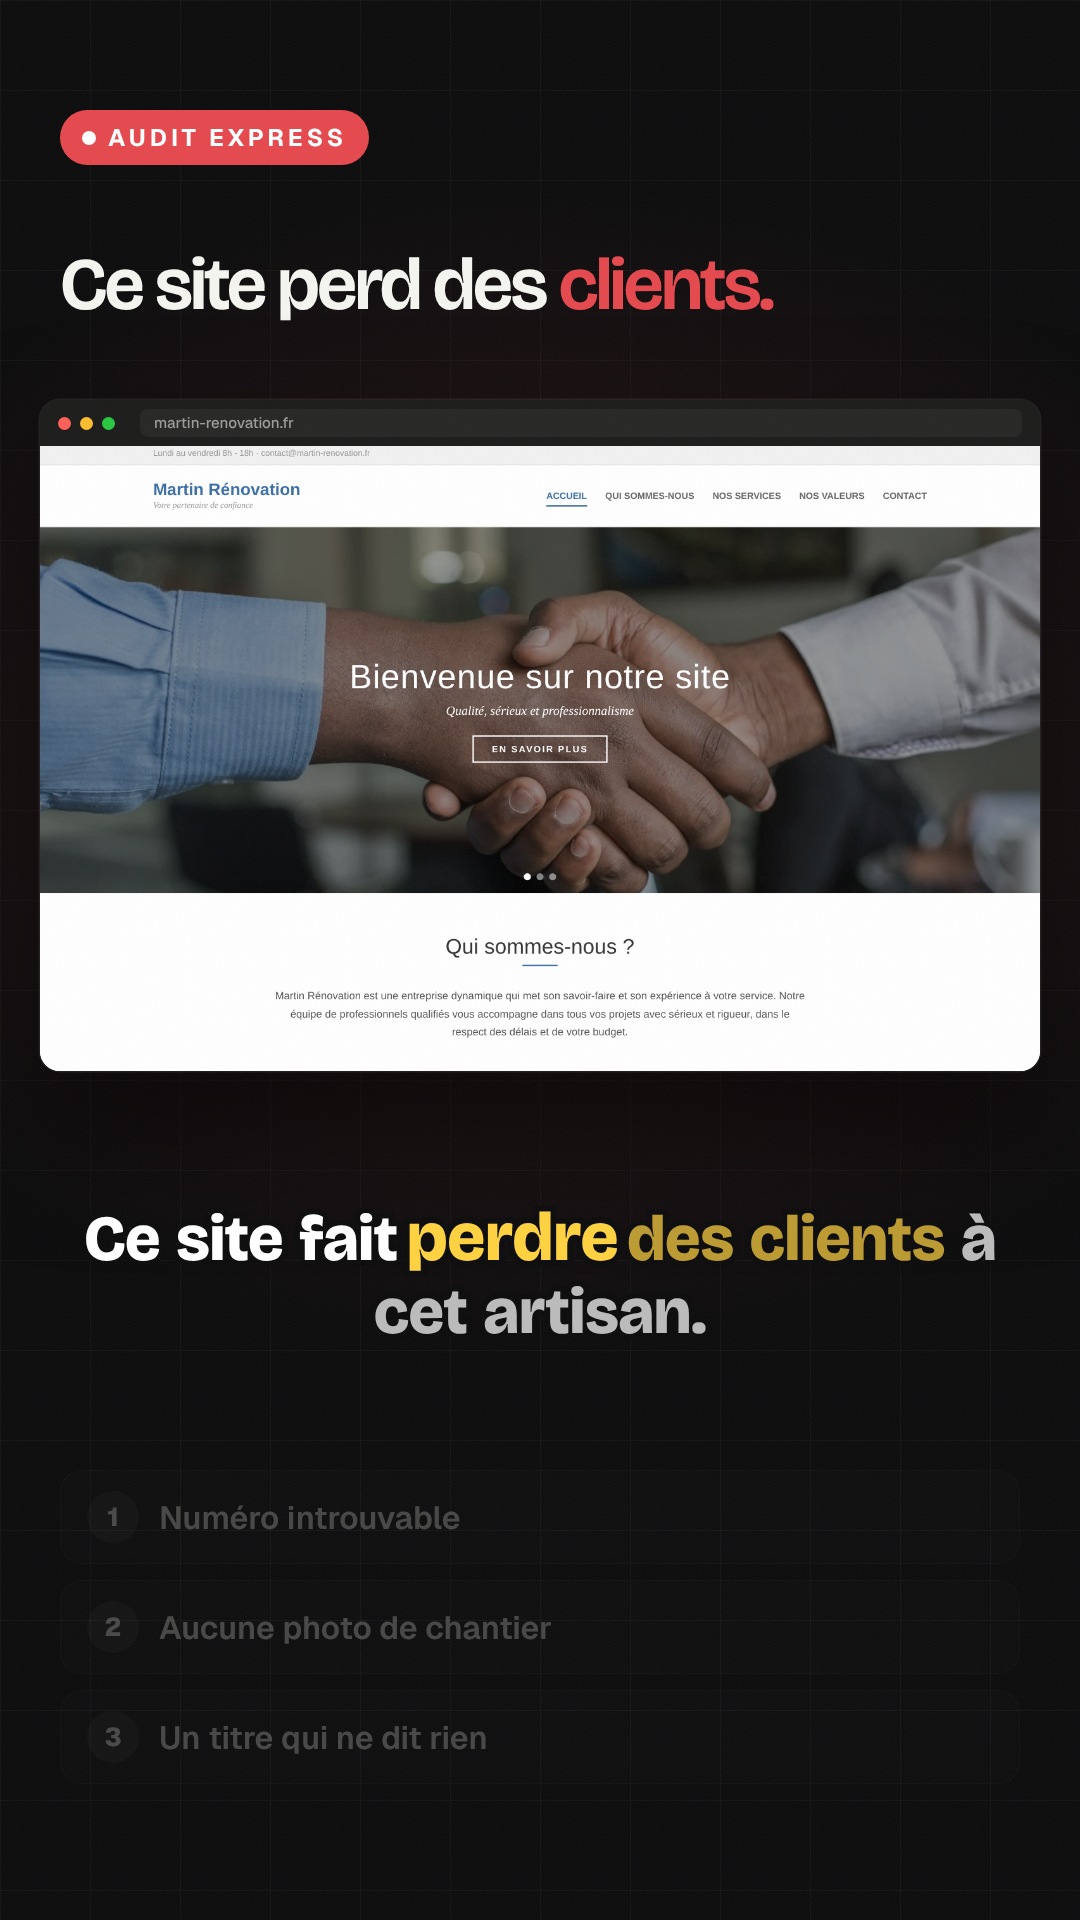 AUDIT EXPRESS
Ce site perd des clients.
martin-renovation.fr
Lundi au vendredi 8h - 18h · contact@martin-renovation.fr
Martin Rénovation
Votre partenaire de confiance
ACCUEIL QUI SOMMES-NOUS NOS SERVICES NOS VALEURS CONTACT
Bienvenue sur notre site
Qualité, sérieux et professionnalisme
EN SAVOIR PLUS
Qui sommes-nous ?
Martin Rénovation est une entreprise dynamique qui met son savoir-faire et son expérience à votre service. Notre
équipe de professionnels qualifiés vous accompagne dans tous vos projets avec sérieux et rigueur, dans le
respect des délais et de votre budget.
Ce site fait perdre des clients à
cet artisan.
1 Numéro introuvable
2 Aucune photo de chantier
3 Un titre qui ne dit rien